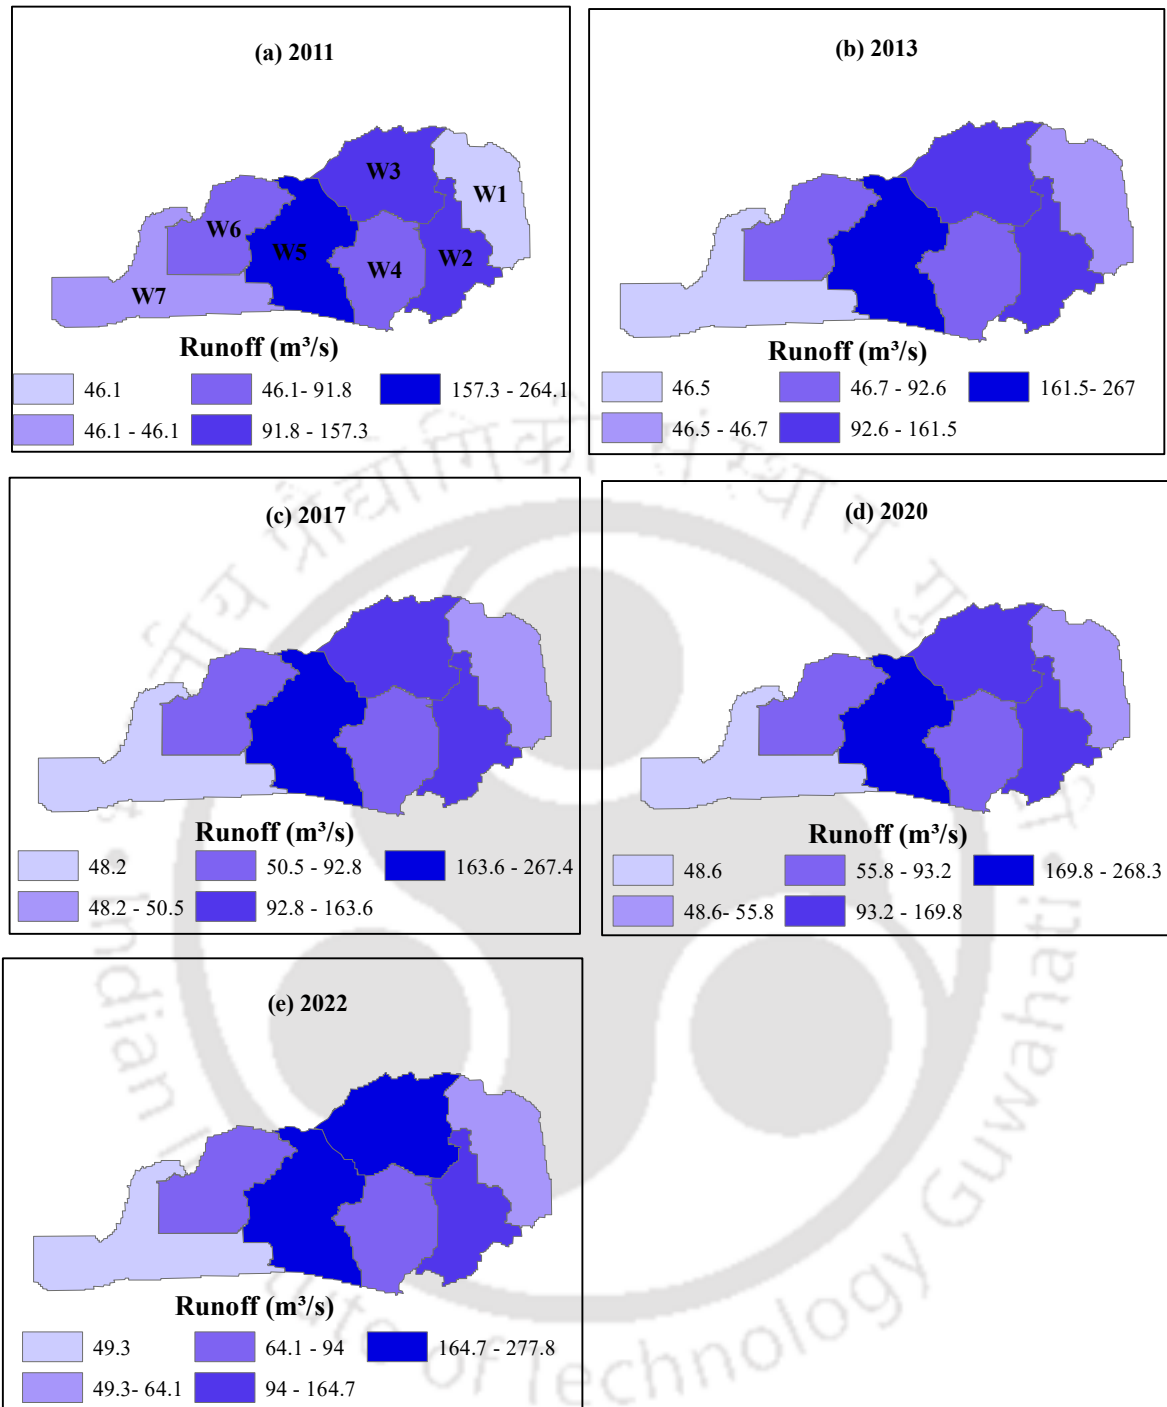 (a) 2011
W3
W1
W6
W5
W2
W4
W7
Runoff (m³/s)
46.1
46.1- 91.8
157.3 - 264.1
46.1 - 46.1
91.8 - 157.3
(b) 2013
Runoff (m³/s)
46.5
46.7 - 92.6
161.5- 267
46.5 - 46.7
92.6 - 161.5
(c) 2017
Runoff (m³/s)
48.2
50.5 - 92.8
163.6 - 267.4
48.2 - 50.5
92.8 - 163.6
(d) 2020
Runoff (m³/s)
48.6
55.8 - 93.2
169.8 - 268.3
48.6- 55.8
93.2 - 169.8
(e) 2022
Runoff (m³/s)
49.3
64.1 - 94
164.7 - 277.8
49.3- 64.1
94 - 164.7
Indian Institute of Technology Guwahati